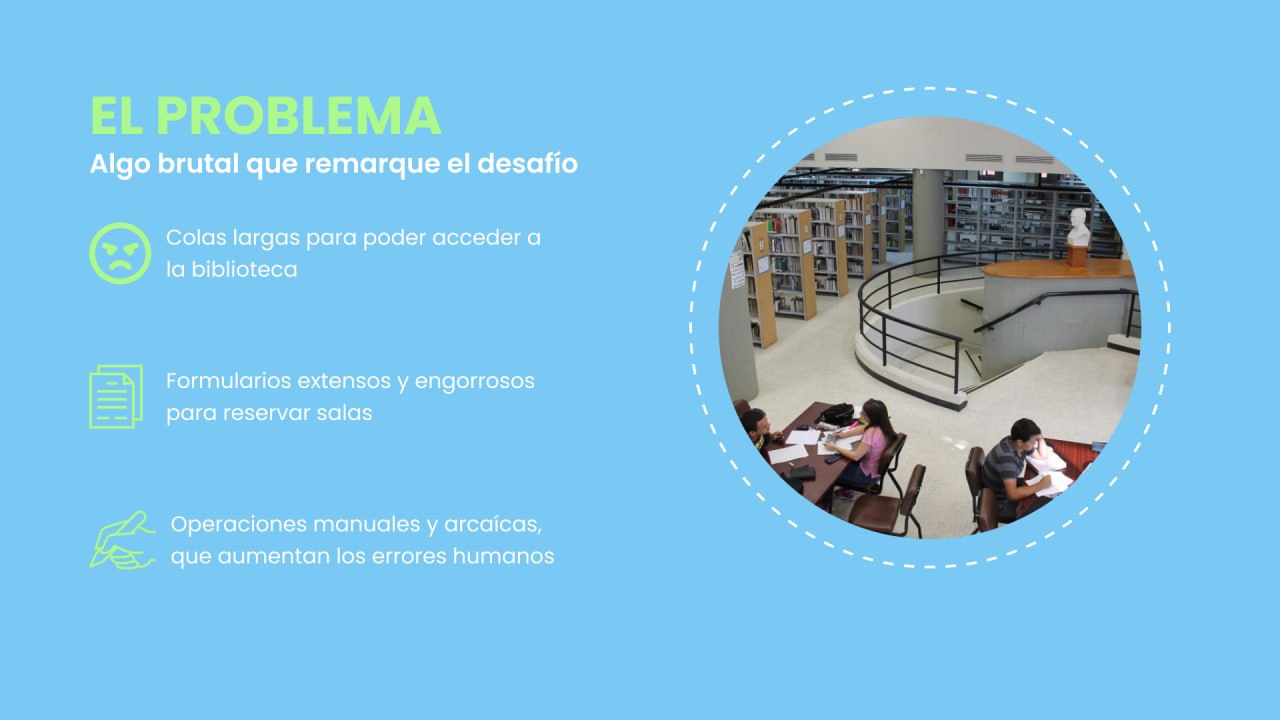 EL PROBLEMA
Algo brutal que remarque el desafío
Colas largas para poder acceder a
la biblioteca
Formularios extensos y engorrosos
para reservar salas
Operaciones manuales y arcaícas,
que aumentan los errores humanos